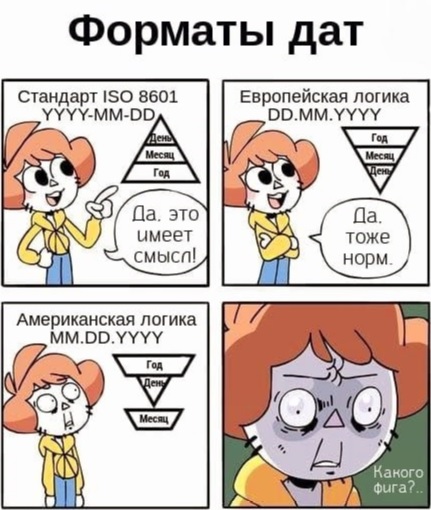 Форматы дат
Стандарт ISO 8601
YYYY-MM-DD
День
Месяц
Год
Да, это
имеет
смысл!
Европейская логика
DD.MM.YYYY
Год
Месяц
День
Да,
тоже
норм.
Американская логика
MM.DD.YYYY
Год
День
Месяц
Какого
фига?..